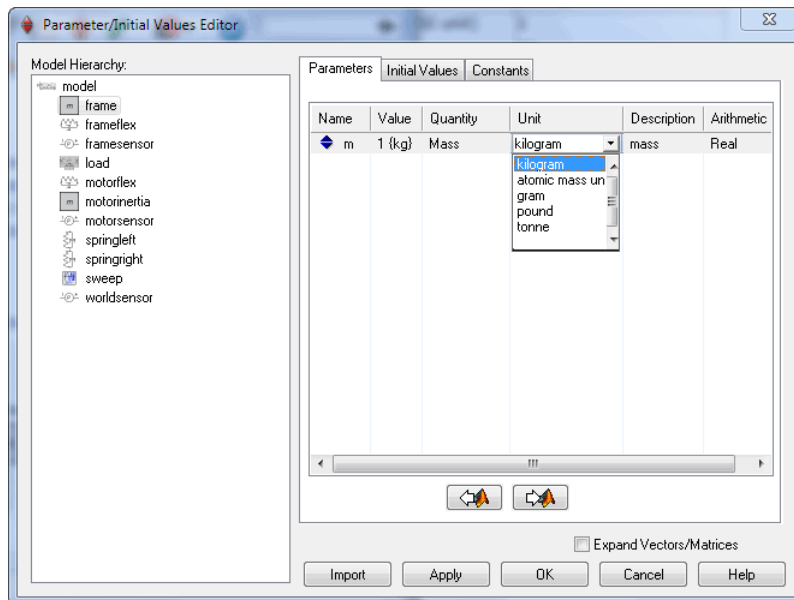 Parameter/Initial Values Editor
Model Hierarchy:
model
m frame
frameflex
framesensor
load
motorflex
m motorinertia
motorsensor
springleft
springright
sweep
worldsensor
Parameters Initial Values Constants
Name Value Quantity Unit Description Arithmetic
m 1 {kg} Mass kilogram mass Real
kilogram
atomic mass un
gram
pound
tonne
Expand Vectors/Matrices
Import Apply OK Cancel Help